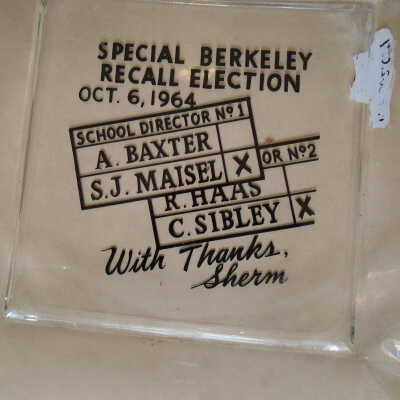 SPECIAL BERKELEY
RECALL ELECTION
OCT. 6, 1964
SCHOOL DIRECTOR Nº 1
A. BAXTER
S.J. MAISEL X
OR Nº 2
R. HAAS
C. SIBLEY X
With Thanks,
Sherm